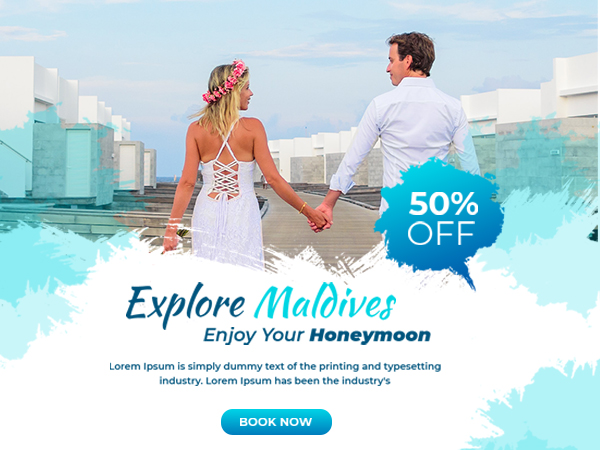 50%
OFF
Explore Maldives
Enjoy Your Honeymoon
Lorem Ipsum is simply dummy text of the printing and typesetting
industry. Lorem Ipsum has been the industry's
BOOK NOW